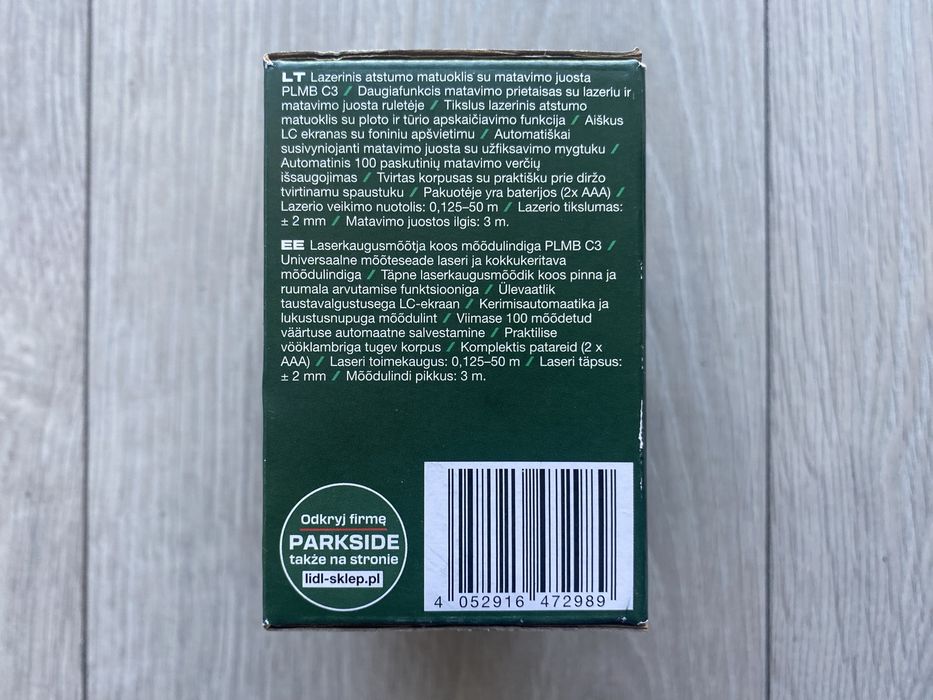 LT Lazerinis atstumo matuoklis su matavimo juosta
PLMB C3 / Daugiafunkcis matavimo prietaisas su lazeriu ir
matavimo juosta ruletėje / Tikslus lazerinis atstumo
matuoklis su ploto ir tūrio apskaičiavimo funkcija / Aiškus
LC ekranas su foniniu apšvietimu / Automatiškai
susivyniojanti matavimo juosta su užfiksavimo mygtuku /
Automatinis 100 paskutinių matavimo verčių
išsaugojimas / Tvirtas korpusas su praktišku prie diržo
tvirtinamu spaustuku / Pakuotėje yra baterijos (2x AAA) /
Lazerio veikimo nuotolis: 0,125–50 m / Lazerio tikslumas:
± 2 mm / Matavimo juostos ilgis: 3 m.
EE Laserkaugusmõõtja koos mõõdulindiga PLMB C3 /
Universaalne mõõteseade laseri ja kokkukeritava
mõõdulindiga / Täpne laserkaugusmõõdik koos pinna ja
ruumala arvutamise funktsiooniga / Ülevaatlik
taustavalgustusega LC-ekraan / Kerimisautomaatika ja
lukustusnupuga mõõdulint / Viimase 100 mõõdetud
väärtuse automaatne salvestamine / Praktilise
vööklambriga tugev korpus / Komplektis patareid (2 x
AAA) / Laseri toimekaugus: 0,125–50 m / Laseri täpsus:
± 2 mm / Mõõdulindi pikkus: 3 m.
Odkryj firmę
PARKSIDE
także na stronie
lidl-sklep.pl
4 052916 472989